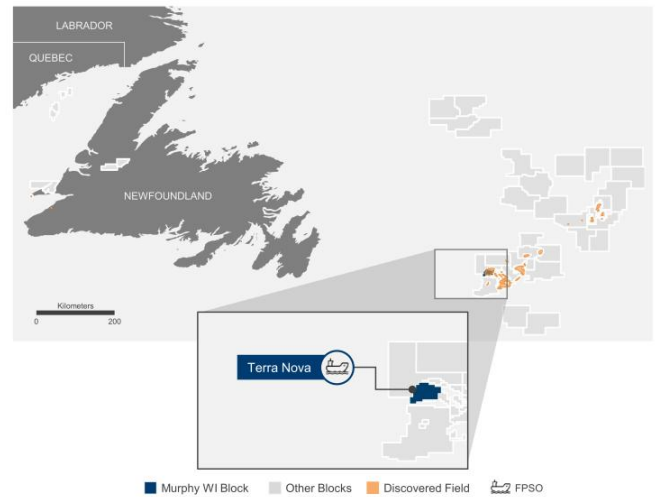 LABRADOR
QUEBEC
NEWFOUNDLAND
Kilometers
0 200
Terra Nova
Murphy WI Block Other Blocks Discovered Field FPSO